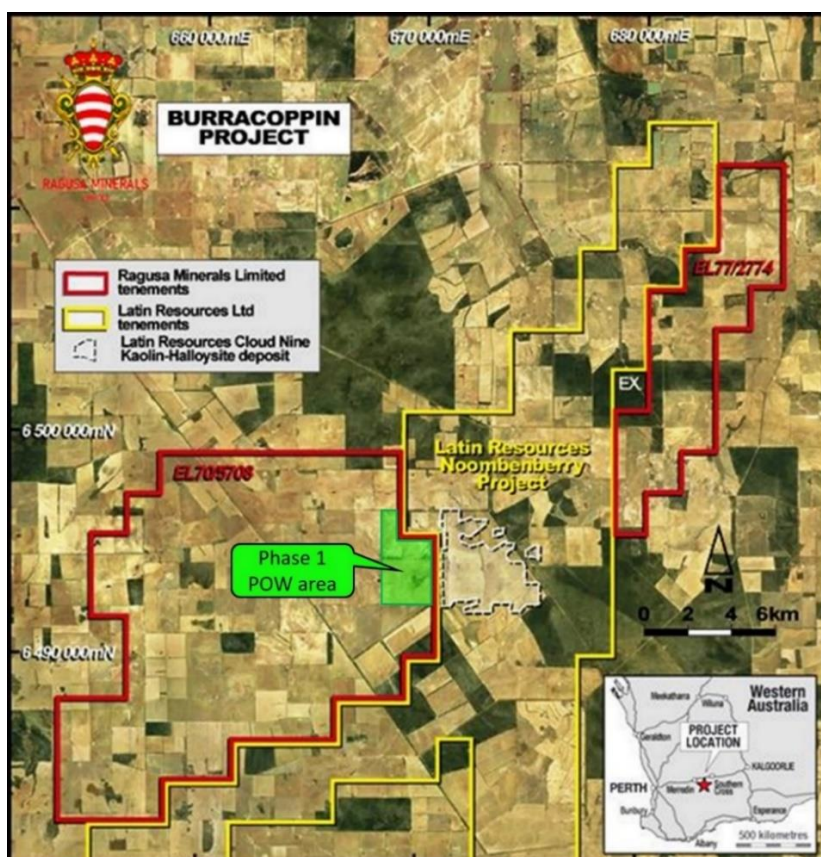 660 000mE
670 000mE
680 000mE
BURRACOPPIN
PROJECT
RAGUSA MINERALS
Ragusa Minerals Limited
tenements
Latin Resources Ltd
tenements
Latin Resources Cloud Nine
Kaolin-Halloysite deposit
EL77/2774
EX.
6 500 000mN
Latin Resources
Noombenberry
Project
EL70/5708
Phase 1
POW area
N
0 2 4 6km
6 490 000mN
Western
Australia
Meekatharra
Wiluna
Geraldton
PROJECT
LOCATION
KALGOORLIE
PERTH
Merredin
Southern
Cross
Bunbury
Esperance
Albany
500 kilometres